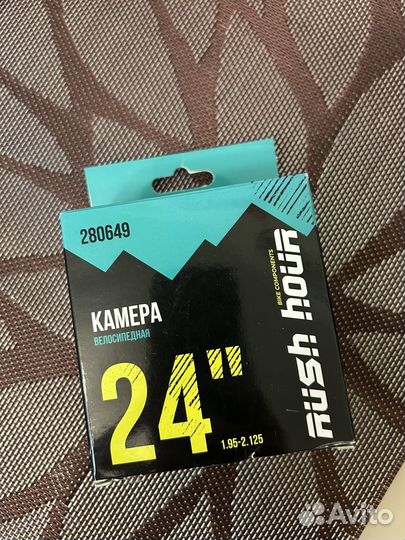 280649
КАМЕРА
ВЕЛОСИПЕДНАЯ
24"
1.95-2.125
RUSH HOUR
BIKE COMPONENTS
Avito